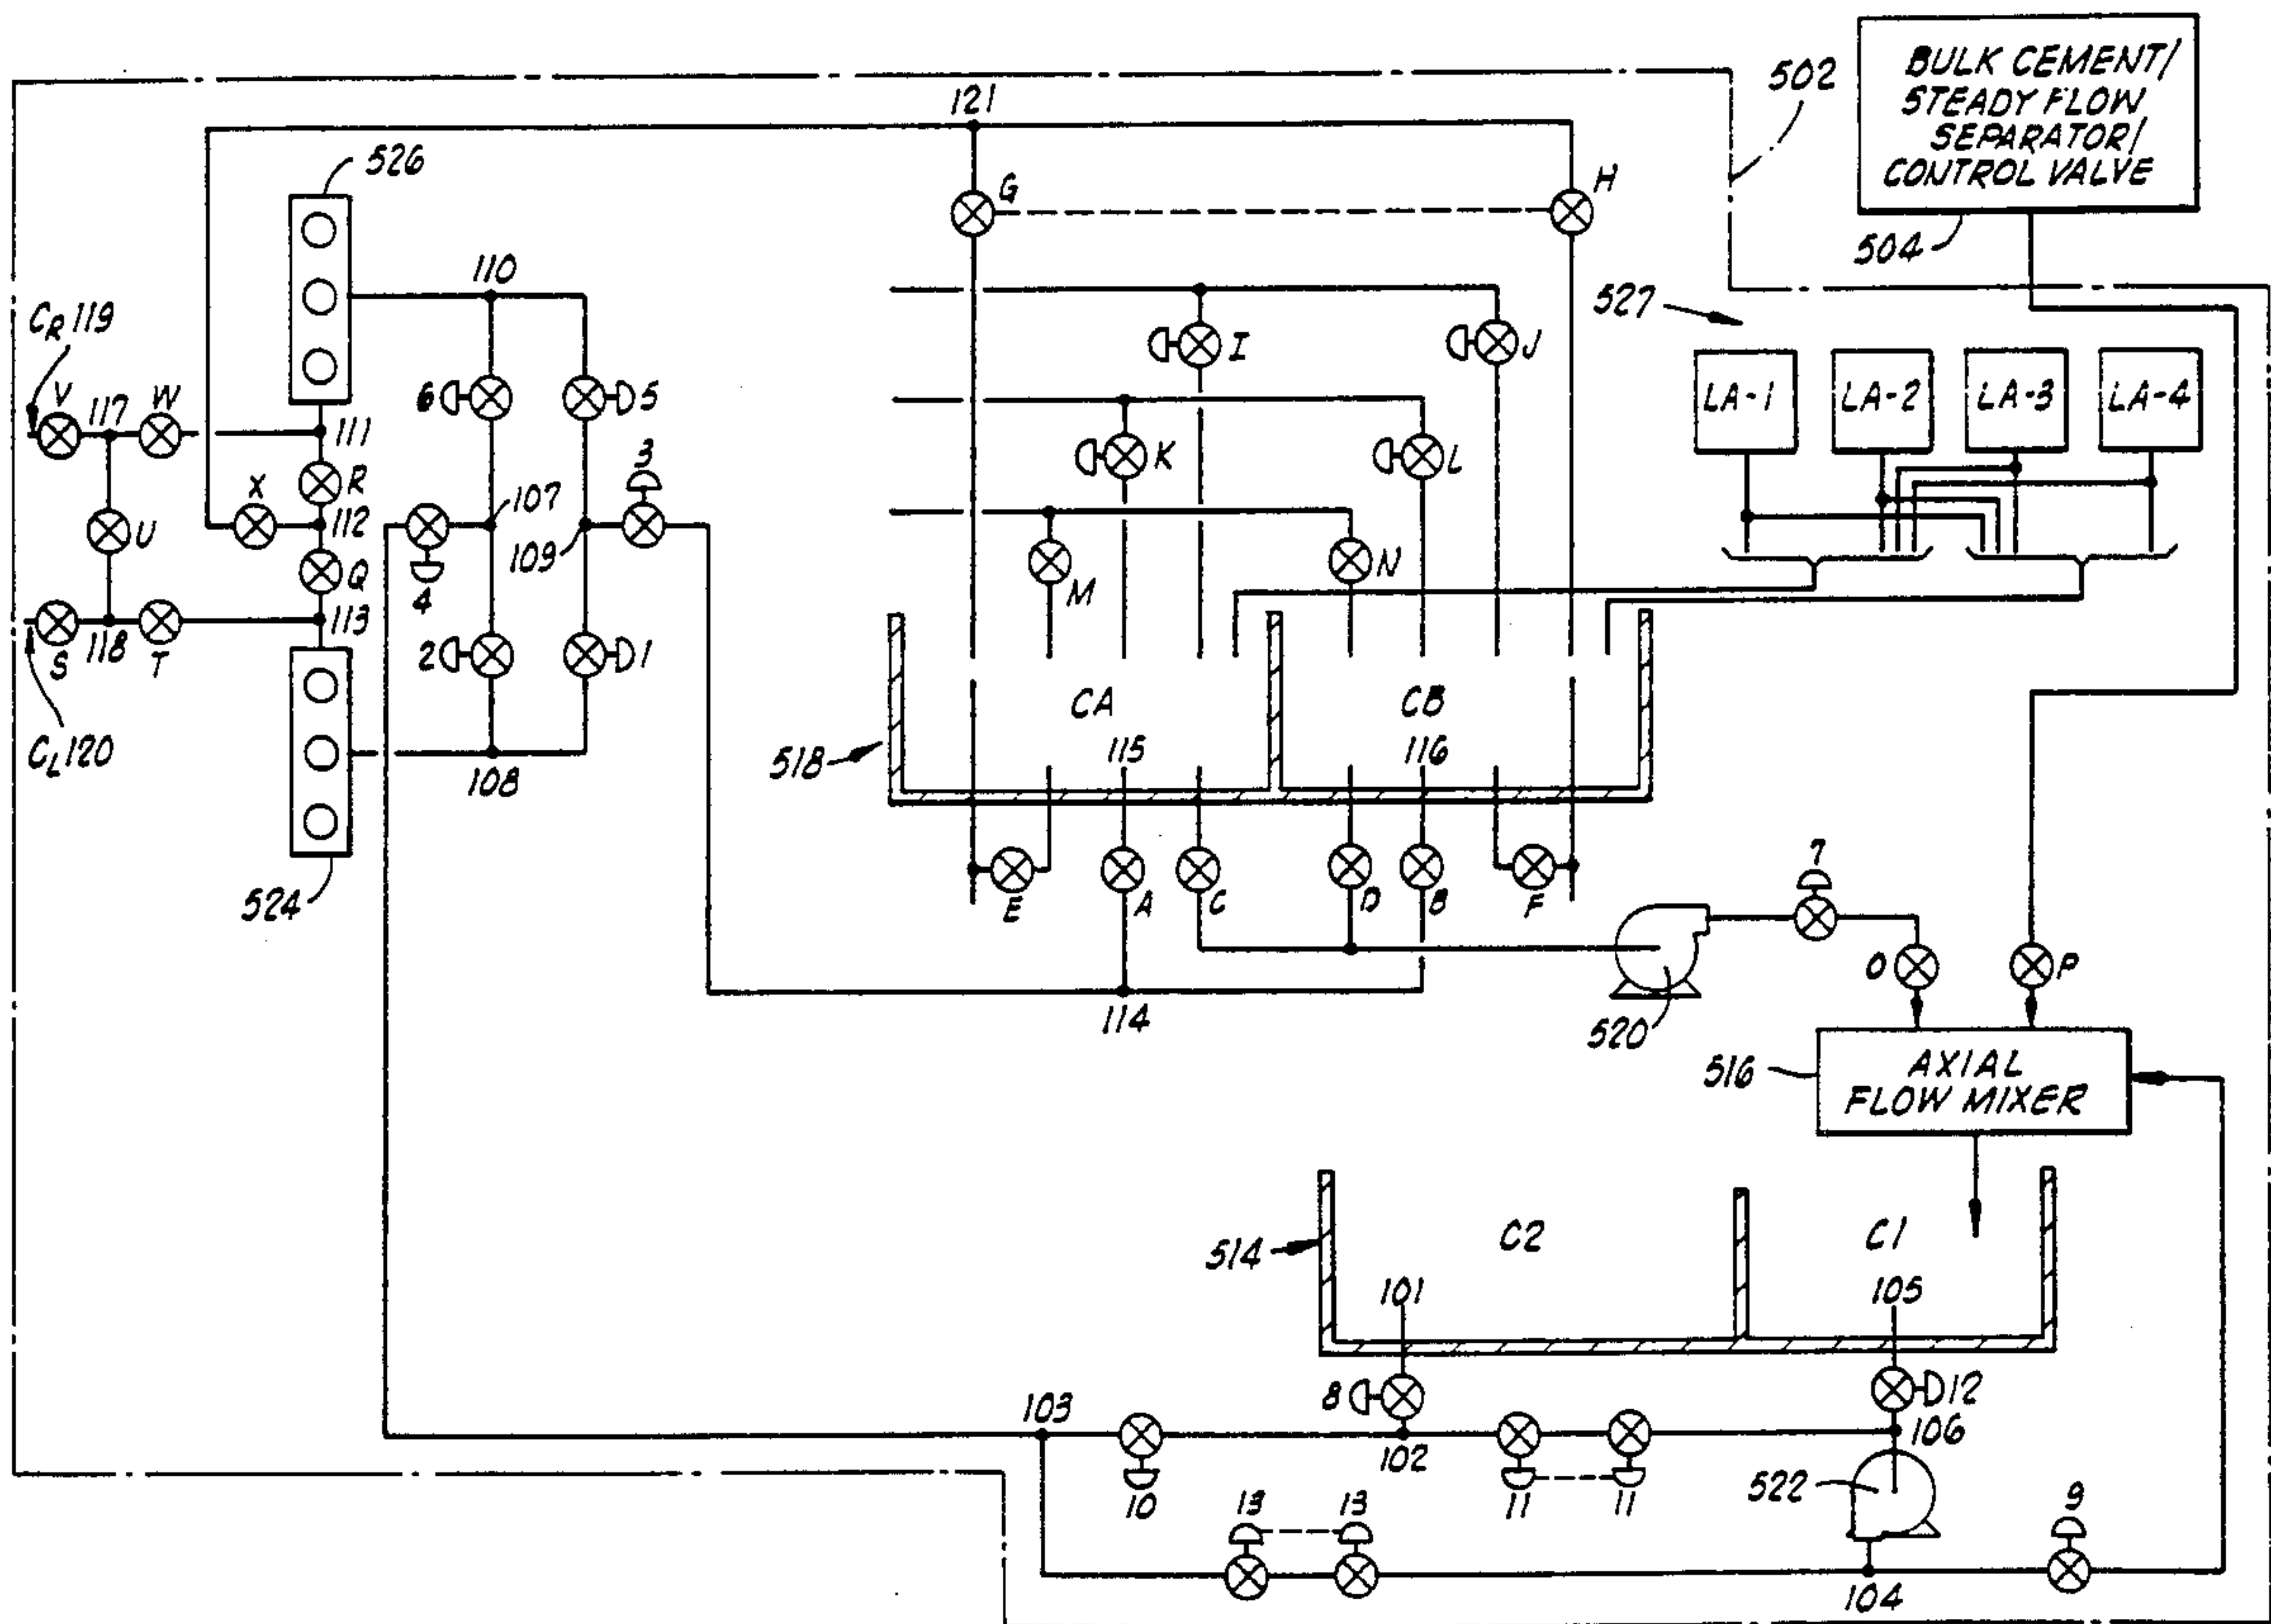 BULK CEMENT/
STEADY FLOW
SEPARATOR/
CONTROL VALVE
502
504
121
526
G
H
110
527
CR 119
I
J
V
117
W
6
5
LA-1
LA-2
LA-3
LA-4
111
K
L
3
X
R
107
112
U
109
N
Q
4
M
113
S
118
T
2
1
CA
CB
CL 120
518
115
116
108
7
524
E
A
C
D
B
F
O
P
114
520
516
AXIAL
FLOW MIXER
C2
C1
514
101
105
8
12
103
102
106
522
10
11
11
13
13
9
104